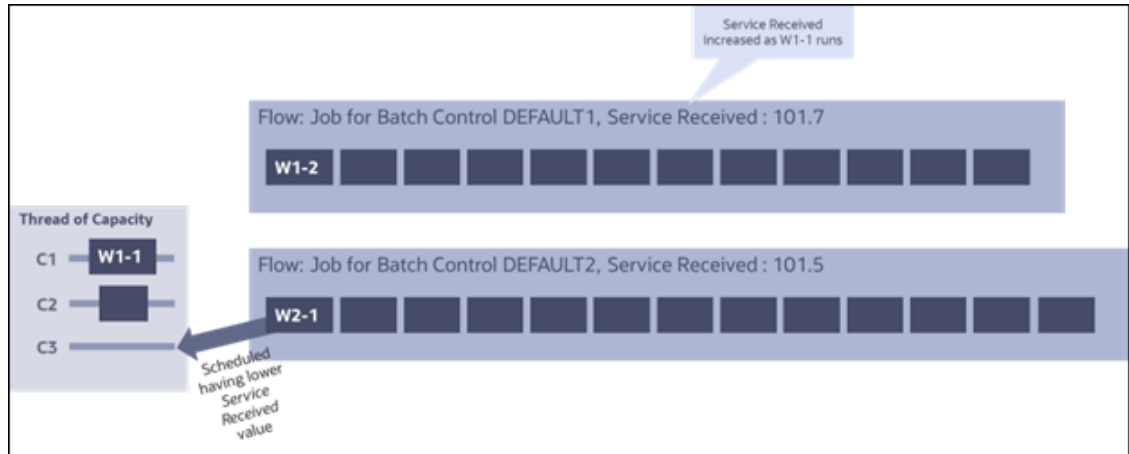 Service Received
increased as W1-1 runs
Flow: Job for Batch Control DEFAULT1, Service Received : 101.7
W1-2
Thread of Capacity
C1
W1-1
C2
C3
Flow: Job for Batch Control DEFAULT2, Service Received : 101.5
W2-1
Scheduled
having lower
Service
Received
value